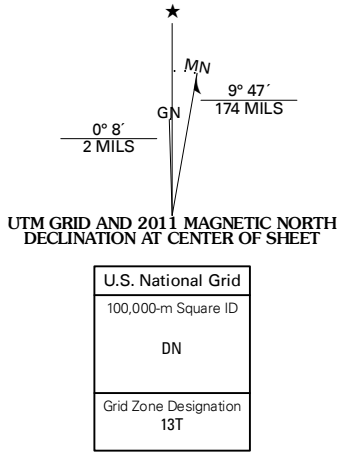 ★
MN
GN
9° 47´
174 MILS
0° 8´
2 MILS
UTM GRID AND 2011 MAGNETIC NORTH
DECLINATION AT CENTER OF SHEET
U.S. National Grid
100,000-m Square ID
DN
Grid Zone Designation
13T